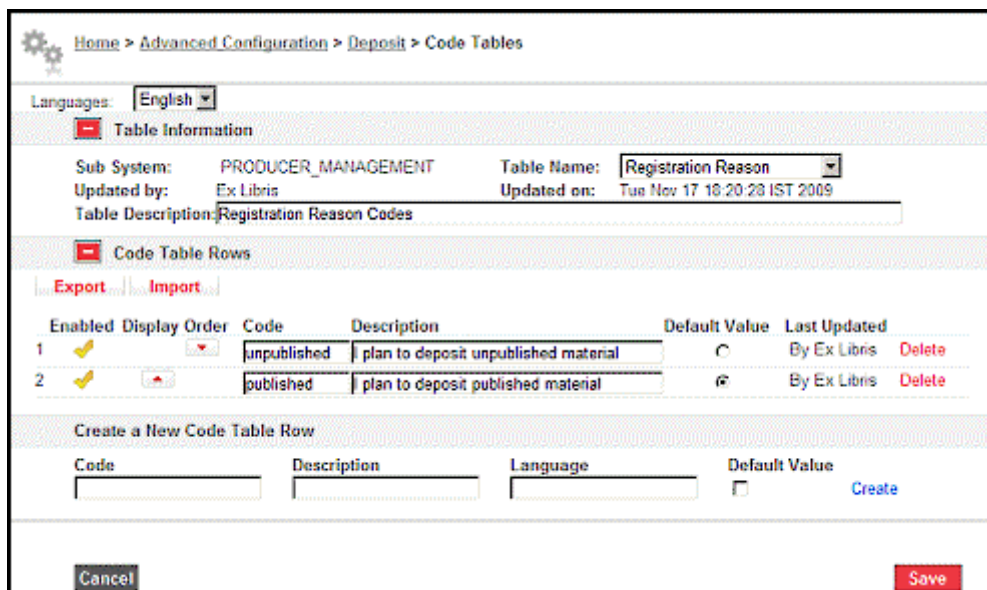 Home > Advanced Configuration > Deposit > Code Tables
Languages: English
Table Information
Sub System: PRODUCER_MANAGEMENT Table Name: Registration Reason
Updated by: Ex Libris Updated on: Tue Nov 17 18:20:28 IST 2009
Table Description: Registration Reason Codes
Code Table Rows
Export Import
Enabled Display Order Code Description Default Value Last Updated
1 unpublished I plan to deposit unpublished material By Ex Libris Delete
2 published I plan to deposit published material By Ex Libris Delete
Create a New Code Table Row
Code Description Language Default Value
Create
Cancel Save